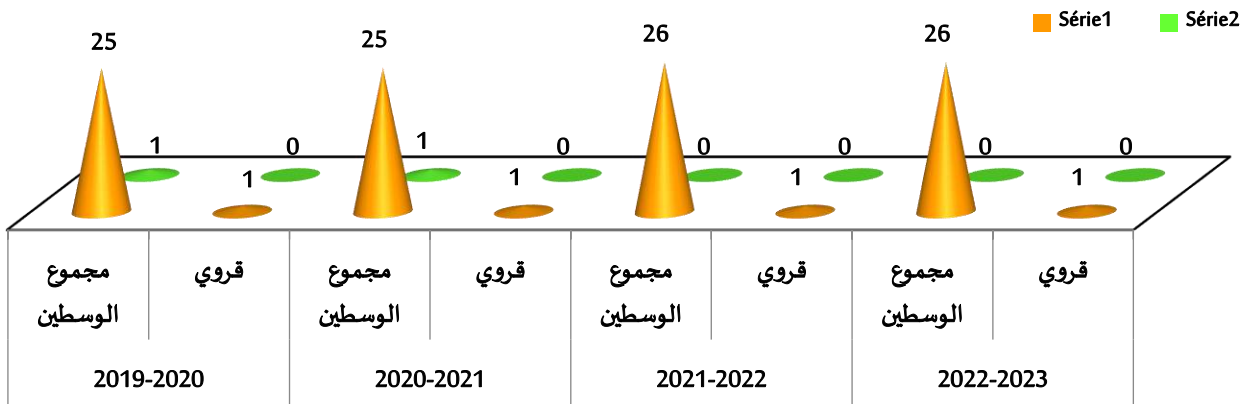 Série1 Série2
25 25 26 26
1 0 1 0 0 0 0 0
1 1 1 1
مجموع الوسطين
قروي
مجموع الوسطين
قروي
مجموع الوسطين
قروي
مجموع الوسطين
قروي
2019-2020 2020-2021 2021-2022 2022-2023